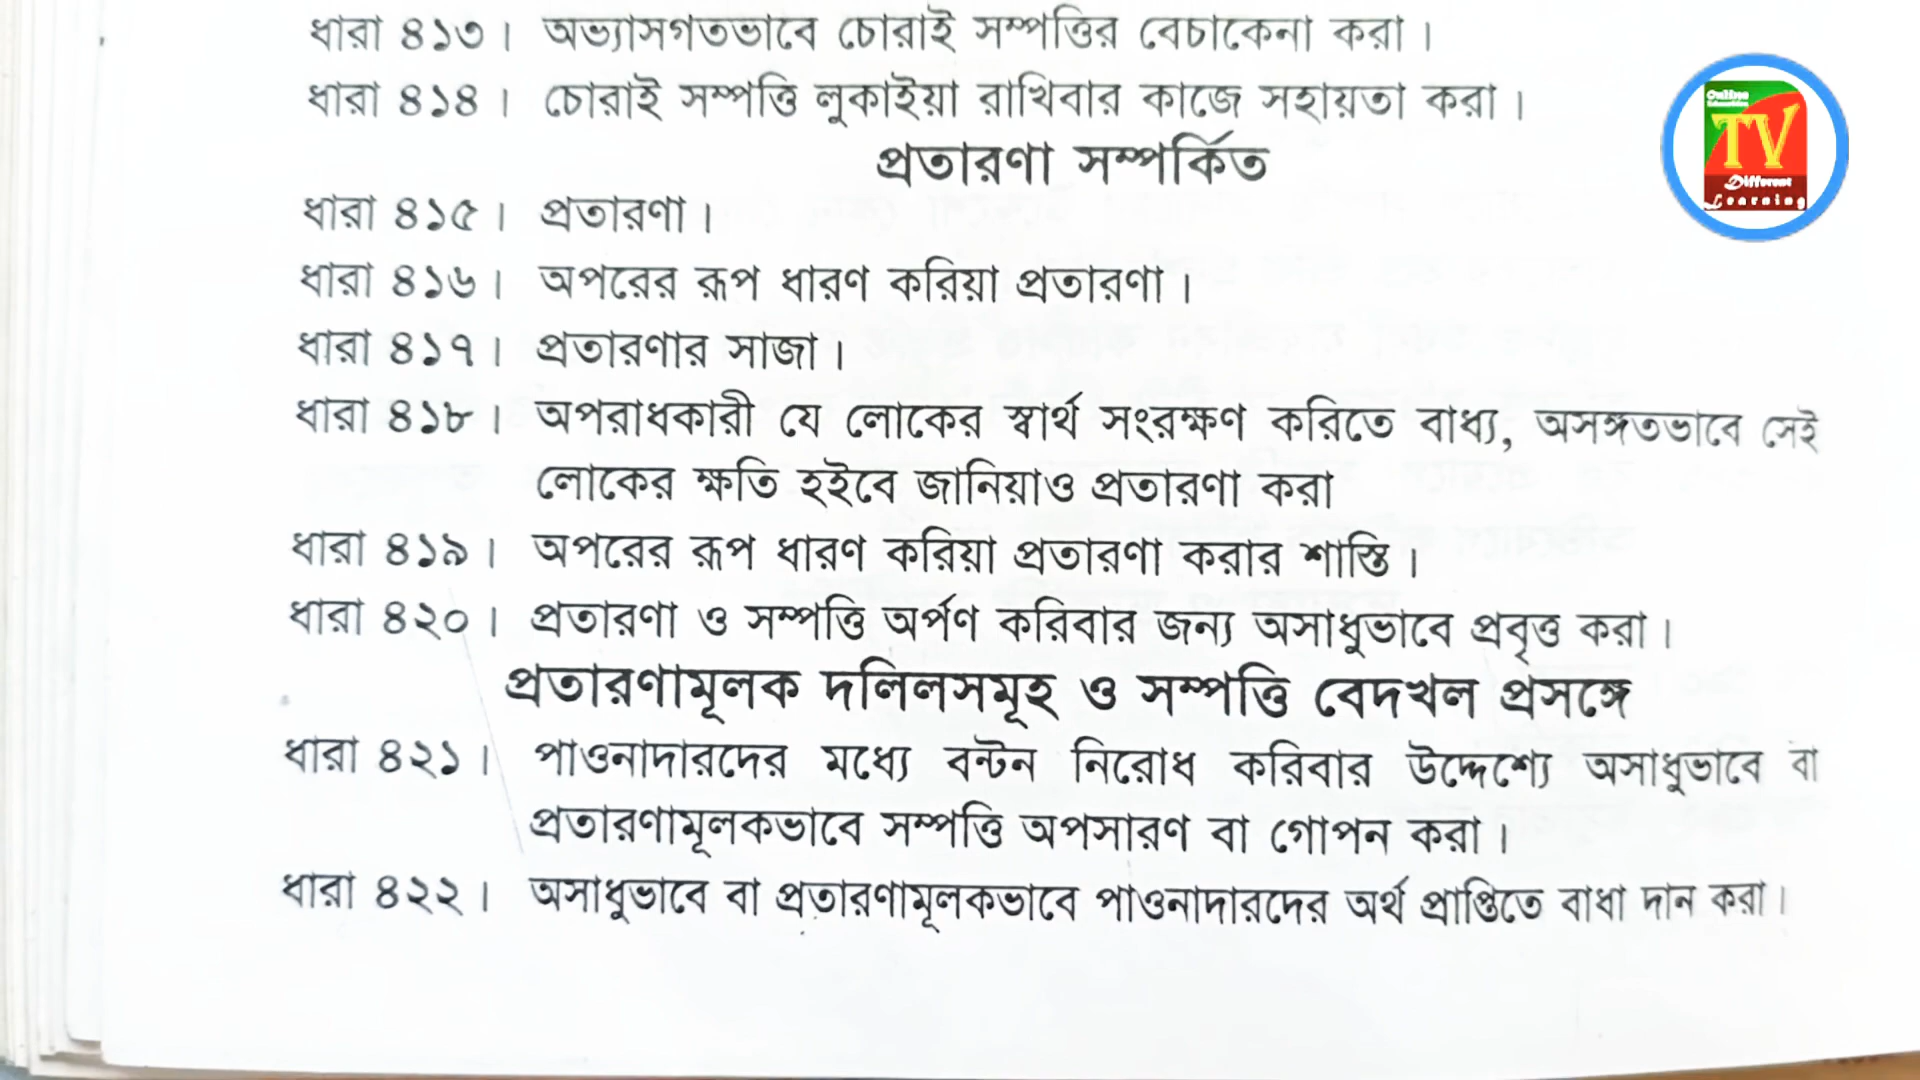 ধারা ৪১৩। অভ্যাসগতভাবে চোরাই সম্পত্তির বেচাকেনা করা।
ধারা ৪১৪। চোরাই সম্পত্তি লুকাইয়া রাখিবার কাজে সহায়তা করা।
প্রতারণা সম্পর্কিত
ধারা ৪১৫। প্রতারণা।
ধারা ৪১৬। অপরের রূপ ধারণ করিয়া প্রতারণা।
ধারা ৪১৭। প্রতারণার সাজা।
ধারা ৪১৮। অপরাধকারী যে লোকের স্বার্থ সংরক্ষণ করিতে বাধ্য, অসঙ্গতভাবে সেই
লোকের ক্ষতি হইবে জানিয়াও প্রতারণা করা
ধারা ৪১৯। অপরের রূপ ধারণ করিয়া প্রতারণা করার শাস্তি।
ধারা ৪২০। প্রতারণা ও সম্পত্তি অর্পণ করিবার জন্য অসাধুভাবে প্রবৃত্ত করা।
প্রতারণামূলক দলিলসমূহ ও সম্পত্তি বেদখল প্রসঙ্গে
ধারা ৪২১। পাওনাদারদের মধ্যে বন্টন নিরোধ করিবার উদ্দেশ্যে অসাধুভাবে বা
প্রতারণামূলকভাবে সম্পত্তি অপসারণ বা গোপন করা।
ধারা ৪২২। অসাধুভাবে বা প্রতারণামূলকভাবে পাওনাদারদের অর্থ প্রাপ্তিতে বাধা দান করা।
Online
TV
Different
Learning